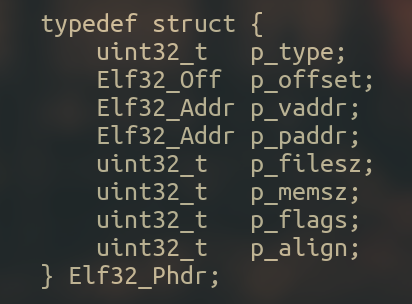 typedef struct {
    uint32_t   p_type;
    Elf32_Off  p_offset;
    Elf32_Addr p_vaddr;
    Elf32_Addr p_paddr;
    uint32_t   p_filesz;
    uint32_t   p_memsz;
    uint32_t   p_flags;
    uint32_t   p_align;
} Elf32_Phdr;